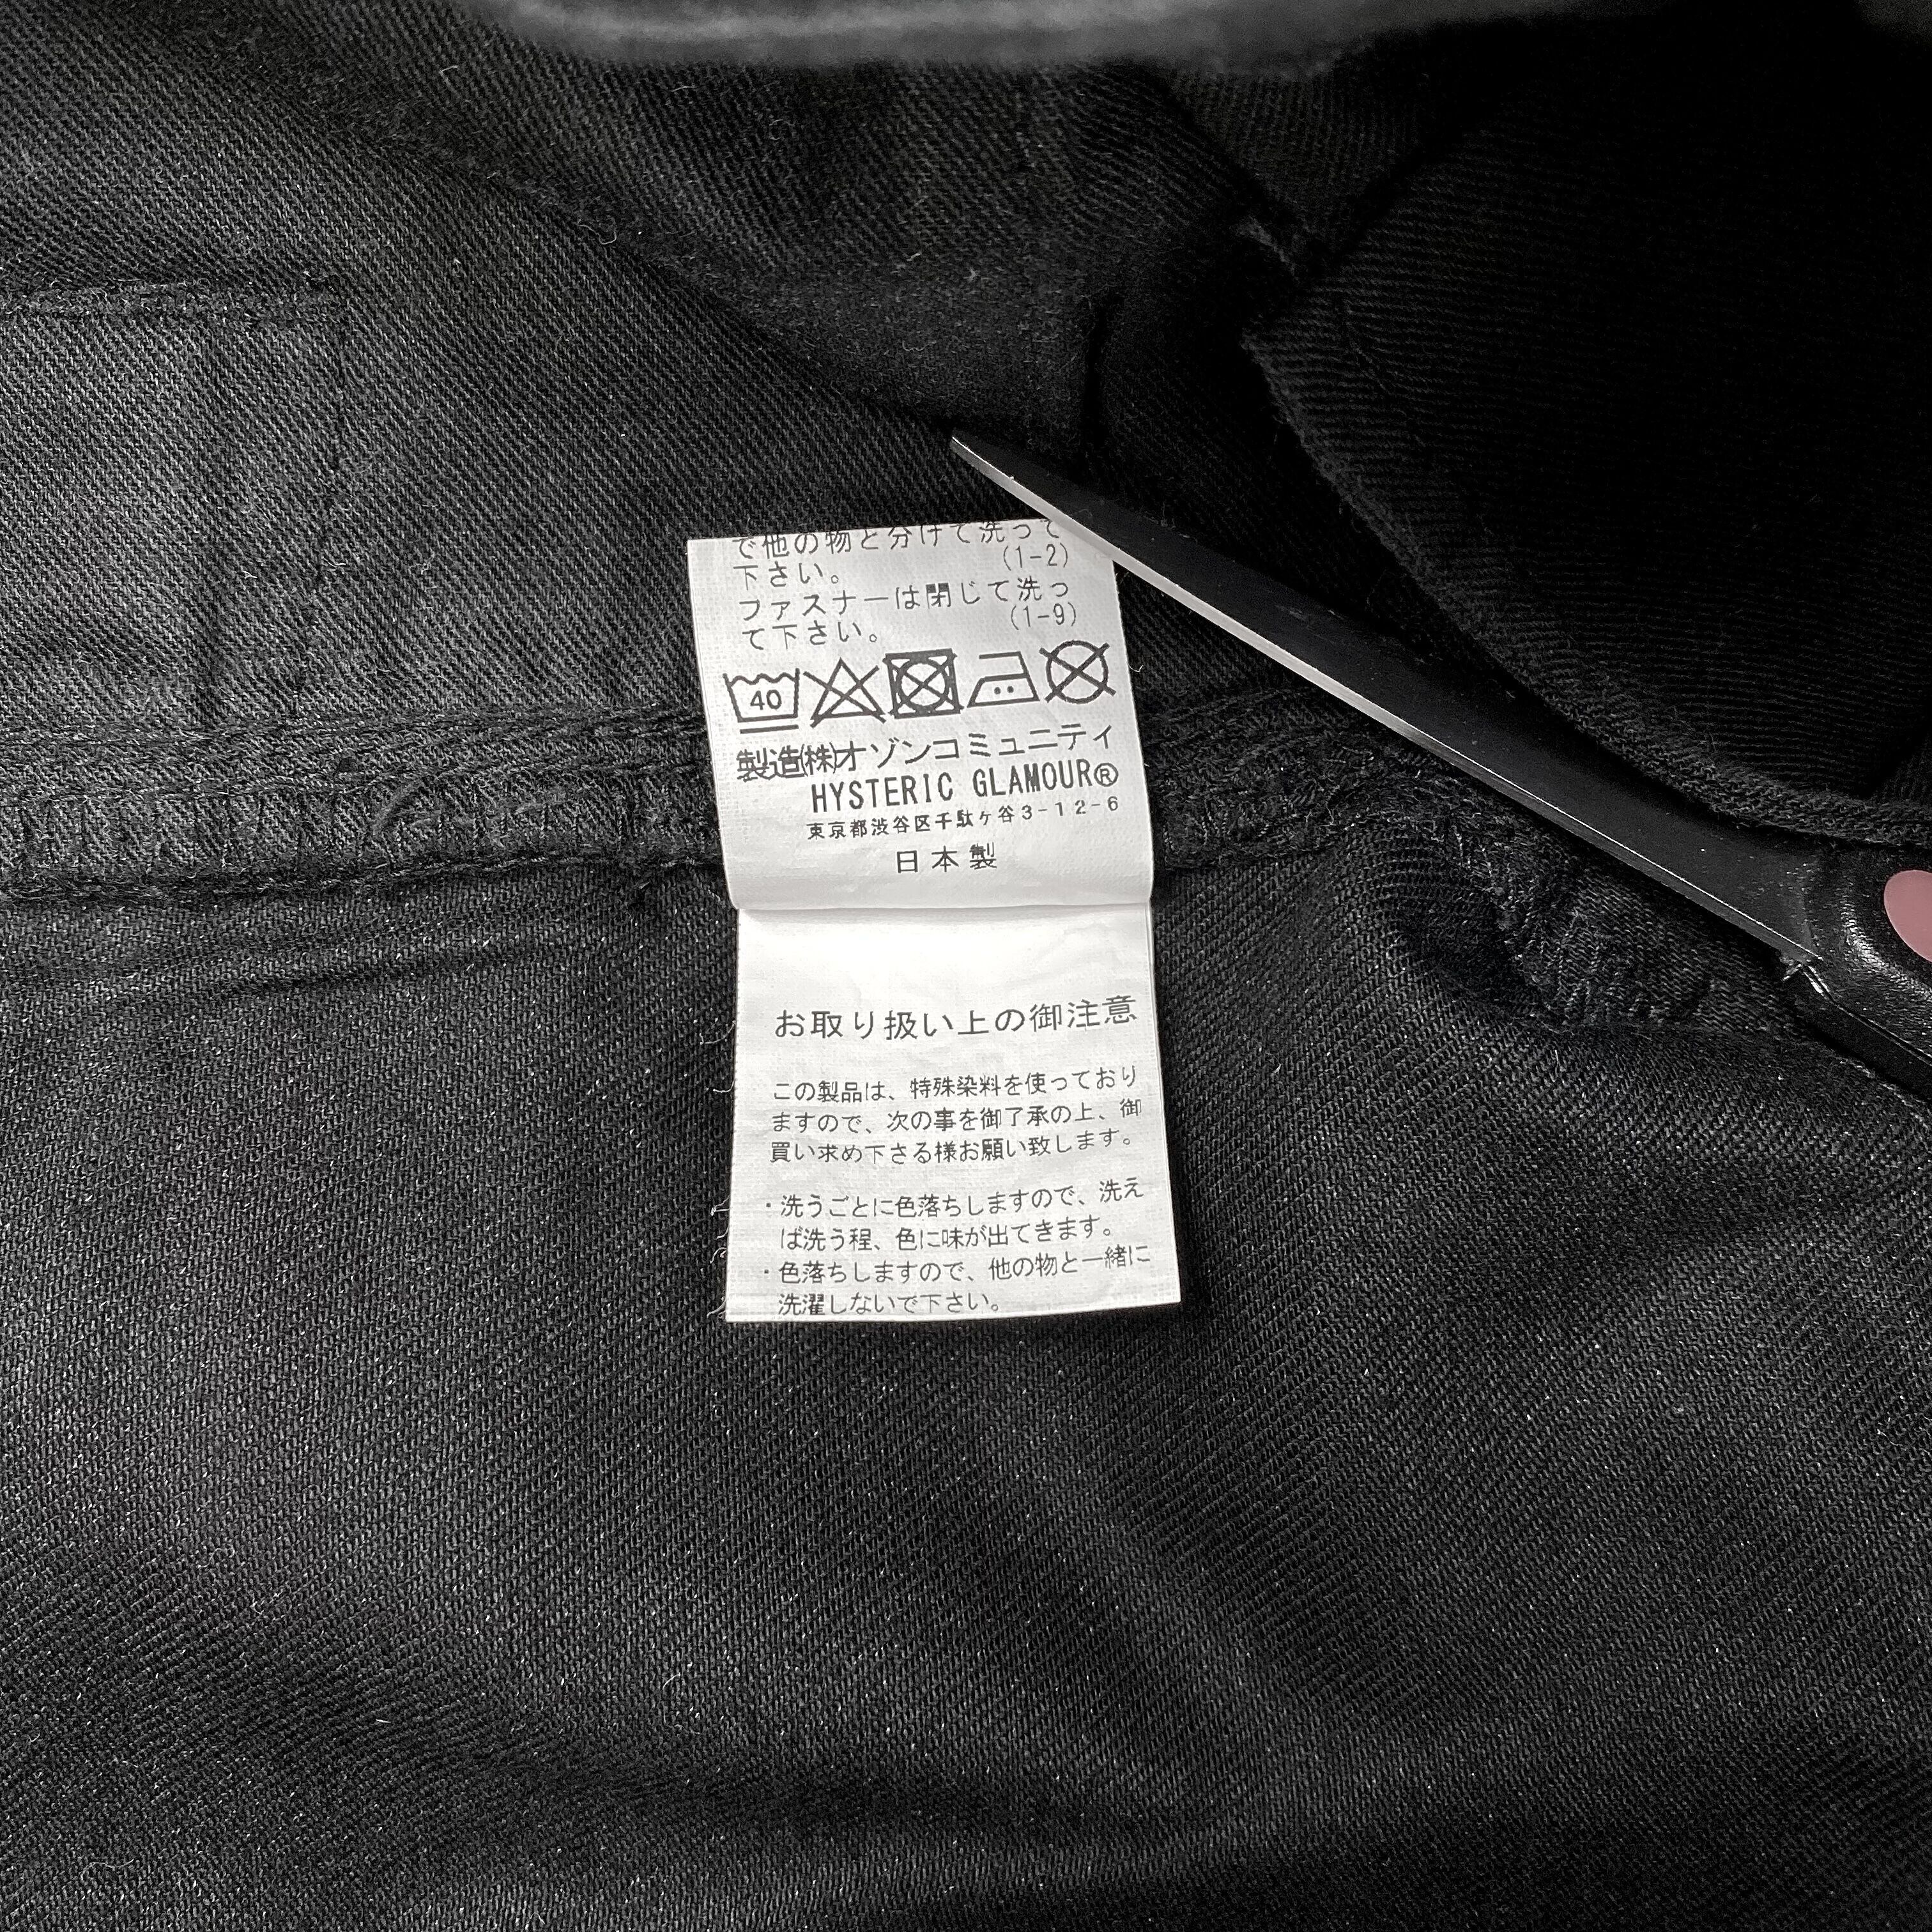 で他の物と分けて洗って
下さい。 (1-2)
ファスナーは閉じて洗っ
て下さい。 (1-9)
40
製造(株)オゾンコミュニティ
HYSTERIC GLAMOUR®
東京都渋谷区千駄ヶ谷3-12-6
日本製
お取り扱い上の御注意
この製品は、特殊染料を使っており
ますので、次の事を御了承の上、御
買い求め下さる様お願い致します。
・洗うごとに色落ちしますので、洗え
ば洗う程、色に味が出てきます。
・色落ちしますので、他の物と一緒に
洗濯しないで下さい。